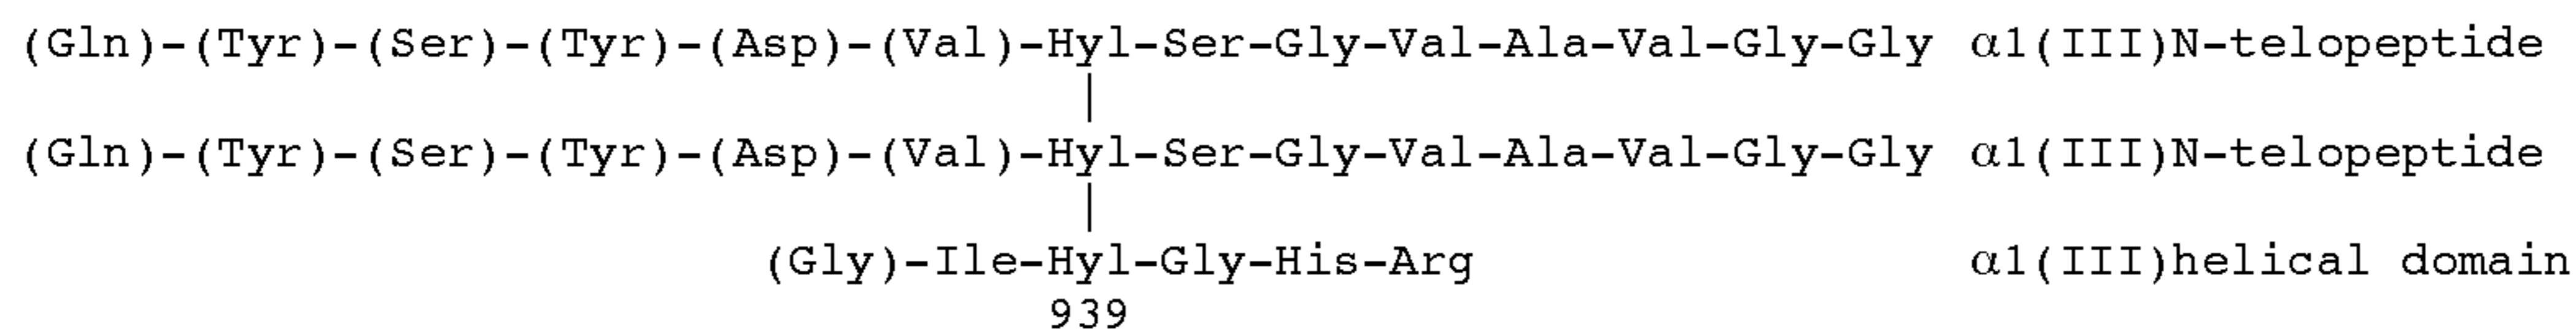 (Gln)-(Tyr)-(Ser)-(Tyr)-(Asp)-(Val)-Hyl-Ser-Gly-Val-Ala-Val-Gly-Gly α1(III)N-telopeptide
(Gln)-(Tyr)-(Ser)-(Tyr)-(Asp)-(Val)-Hyl-Ser-Gly-Val-Ala-Val-Gly-Gly α1(III)N-telopeptide
(Gly)-Ile-Hyl-Gly-His-Arg α1(III)helical domain
939